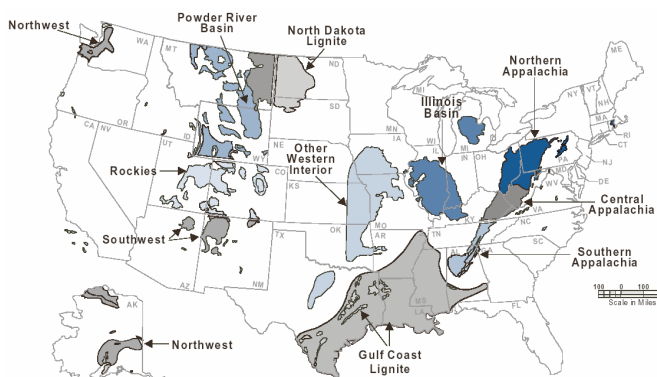 Northwest
Powder River
Basin
North Dakota
Lignite
Northern
Appalachia
Illinois
Basin
Rockies
Other
Western
Interior
Central
Appalachia
Southwest
Southern
Appalachia
Northwest
Gulf Coast
Lignite
WA
MT
ND
ME
OR
ID
SD
MN
MI
NY
VT
NH
MA
RI
CT
CA
NV
UT
WY
NE
IA
WI
IL
MI
IN
OH
PA
NJ
MD
DE
WV
VA
CO
KS
MO
KY
NC
AZ
NM
TX
OK
AR
TN
SC
MS
AL
GA
LA
FL
AK
100 0 100
Scale in Miles